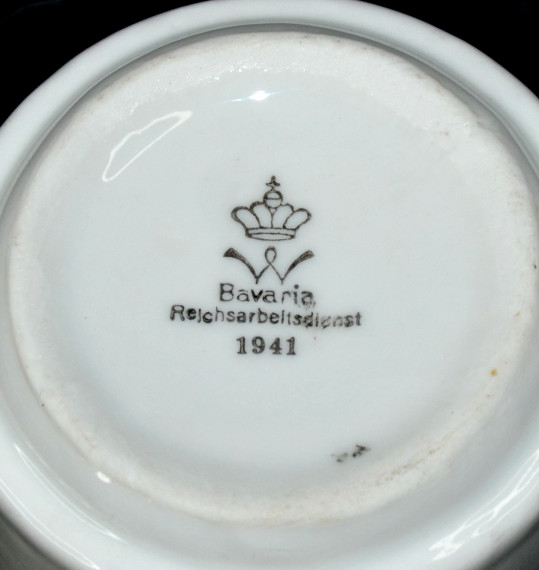 W
Bavaria
Reichsarbeitsdienst
1941